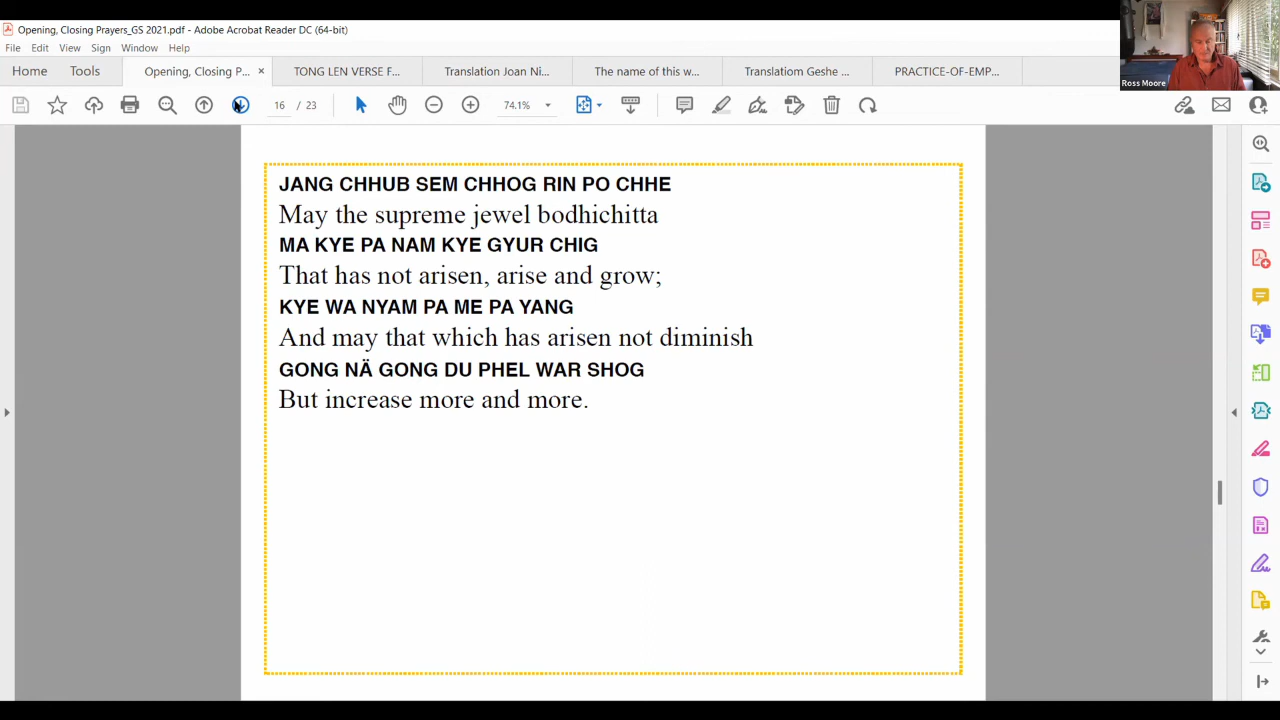 Opening, Closing Prayers_GS 2021.pdf - Adobe Acrobat Reader DC (64-bit)
File Edit View Sign Window Help
Home Tools Opening, Closing P... × TONG LEN VERSE F... Translation Joan Ni... The name of this w... Translatiom Geshe ... PRACTICE-OF-EMP...
16 / 23 74.1%
Ross Moore
JANG CHHUB SEM CHHOG RIN PO CHHE
May the supreme jewel bodhichitta
MA KYE PA NAM KYE GYUR CHIG
That has not arisen, arise and grow;
KYE WA NYAM PA ME PA YANG
And may that which has arisen not diminish
GONG NÄ GONG DU PHEL WAR SHOG
But increase more and more.